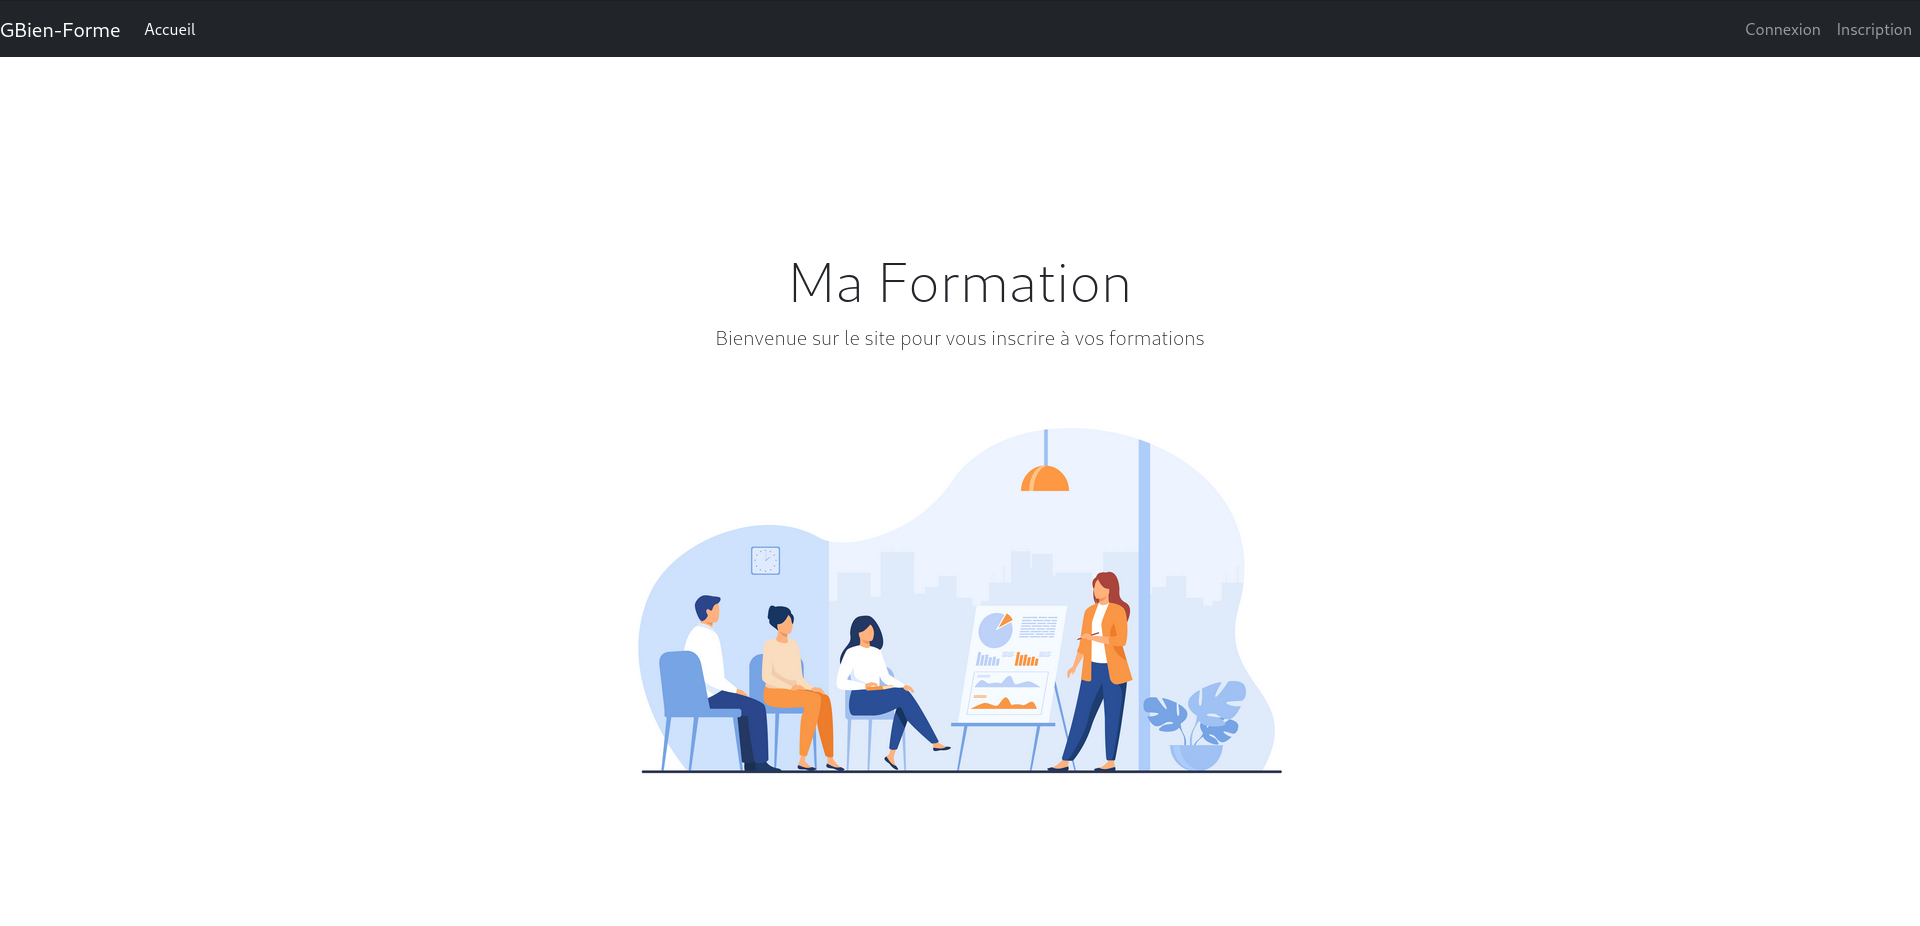 GBien-Forme Accueil Connexion Inscription
Ma Formation
Bienvenue sur le site pour vous inscrire à vos formations